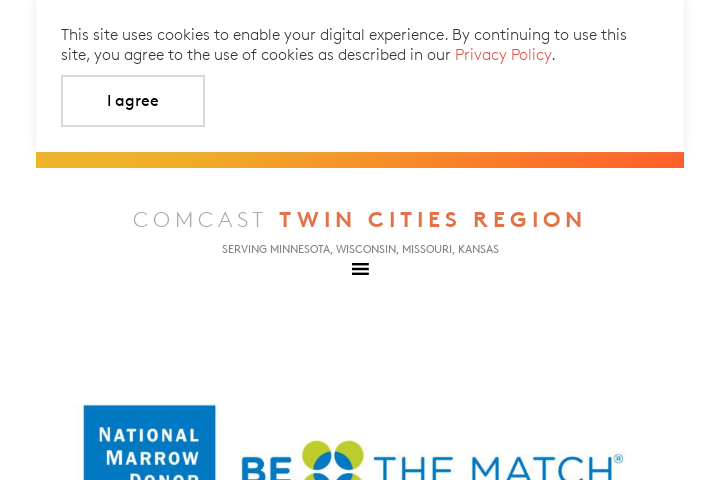 This site uses cookies to enable your digital experience. By continuing to use this
site, you agree to the use of cookies as described in our Privacy Policy.
I agree
COMCAST TWIN CITIES REGION
SERVING MINNESOTA, WISCONSIN, MISSOURI, KANSAS
NATIONAL
MARROW
DONOR
BE THE MATCH®